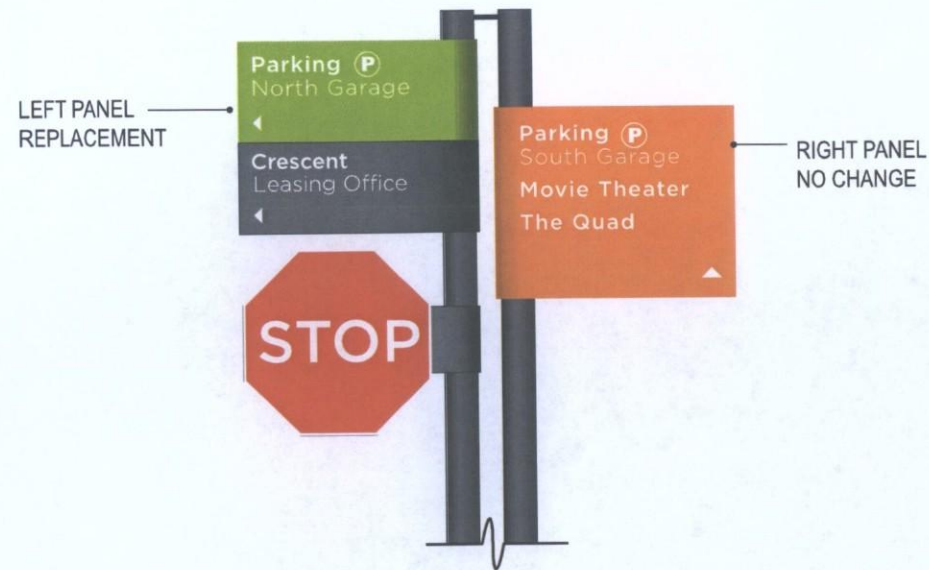 Parking P
North Garage
Crescent
Leasing Office
LEFT PANEL
REPLACEMENT
STOP
Parking P
South Garage
Movie Theater
The Quad
RIGHT PANEL
NO CHANGE